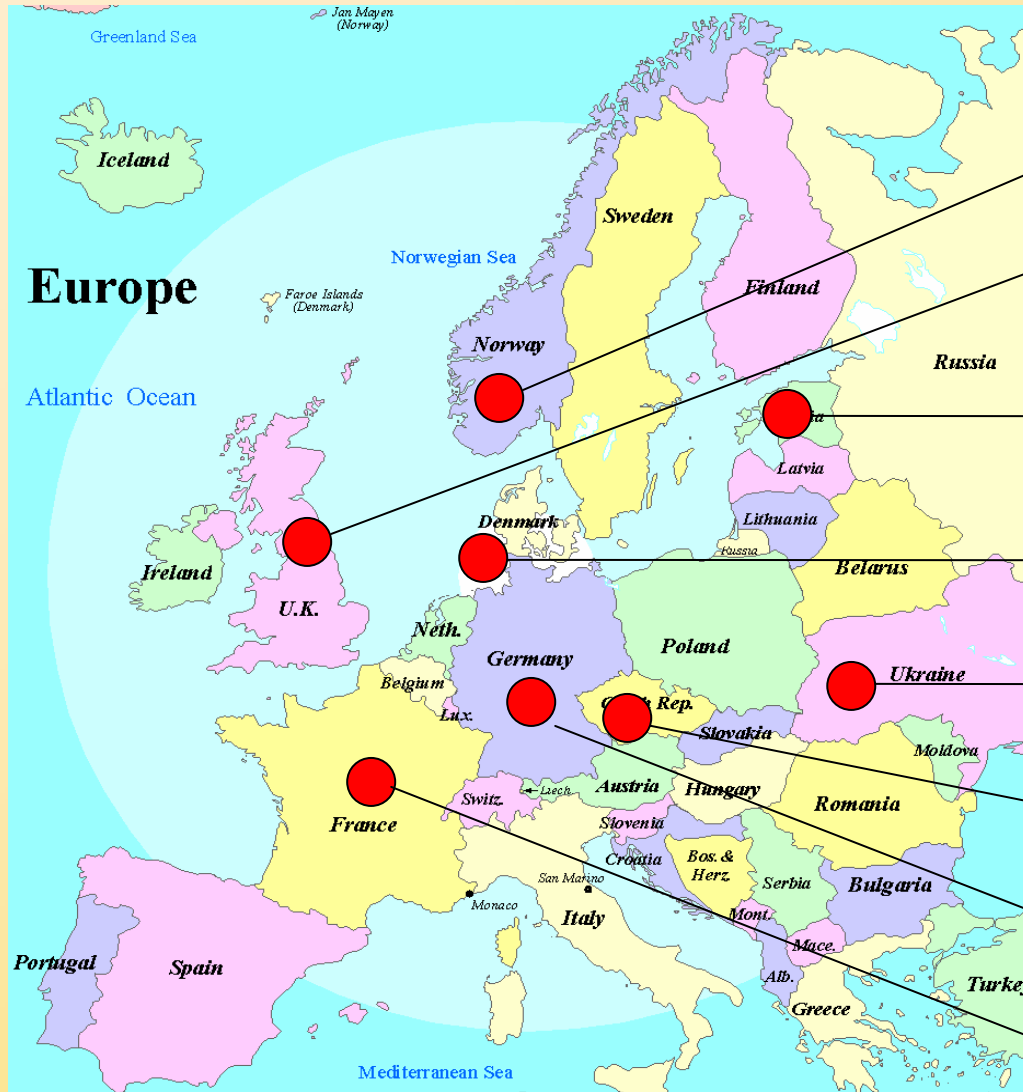 Jan Mayen
(Norway)
Greenland Sea
Iceland
Sweden
Norwegian Sea
Europe
Faroe Islands
(Denmark)
Finland
Norway
Russia
Atlantic Ocean
Latvia
Lithuania
Denmark
Russia
Ireland
Belarus
U.K.
Neth.
Poland
Germany
Ukraine
Belgium
Rep.
Lux.
Slovakia
Moldova
Austria
Liech.
Hungary
Switz.
Romania
France
Slovenia
Croatia
Bos. &
Herz.
San Marino
Serbia
Bulgaria
Monaco
Italy
Mont.
Mace.
Portugal
Spain
Alb.
Turkey
Greece
Mediterranean Sea